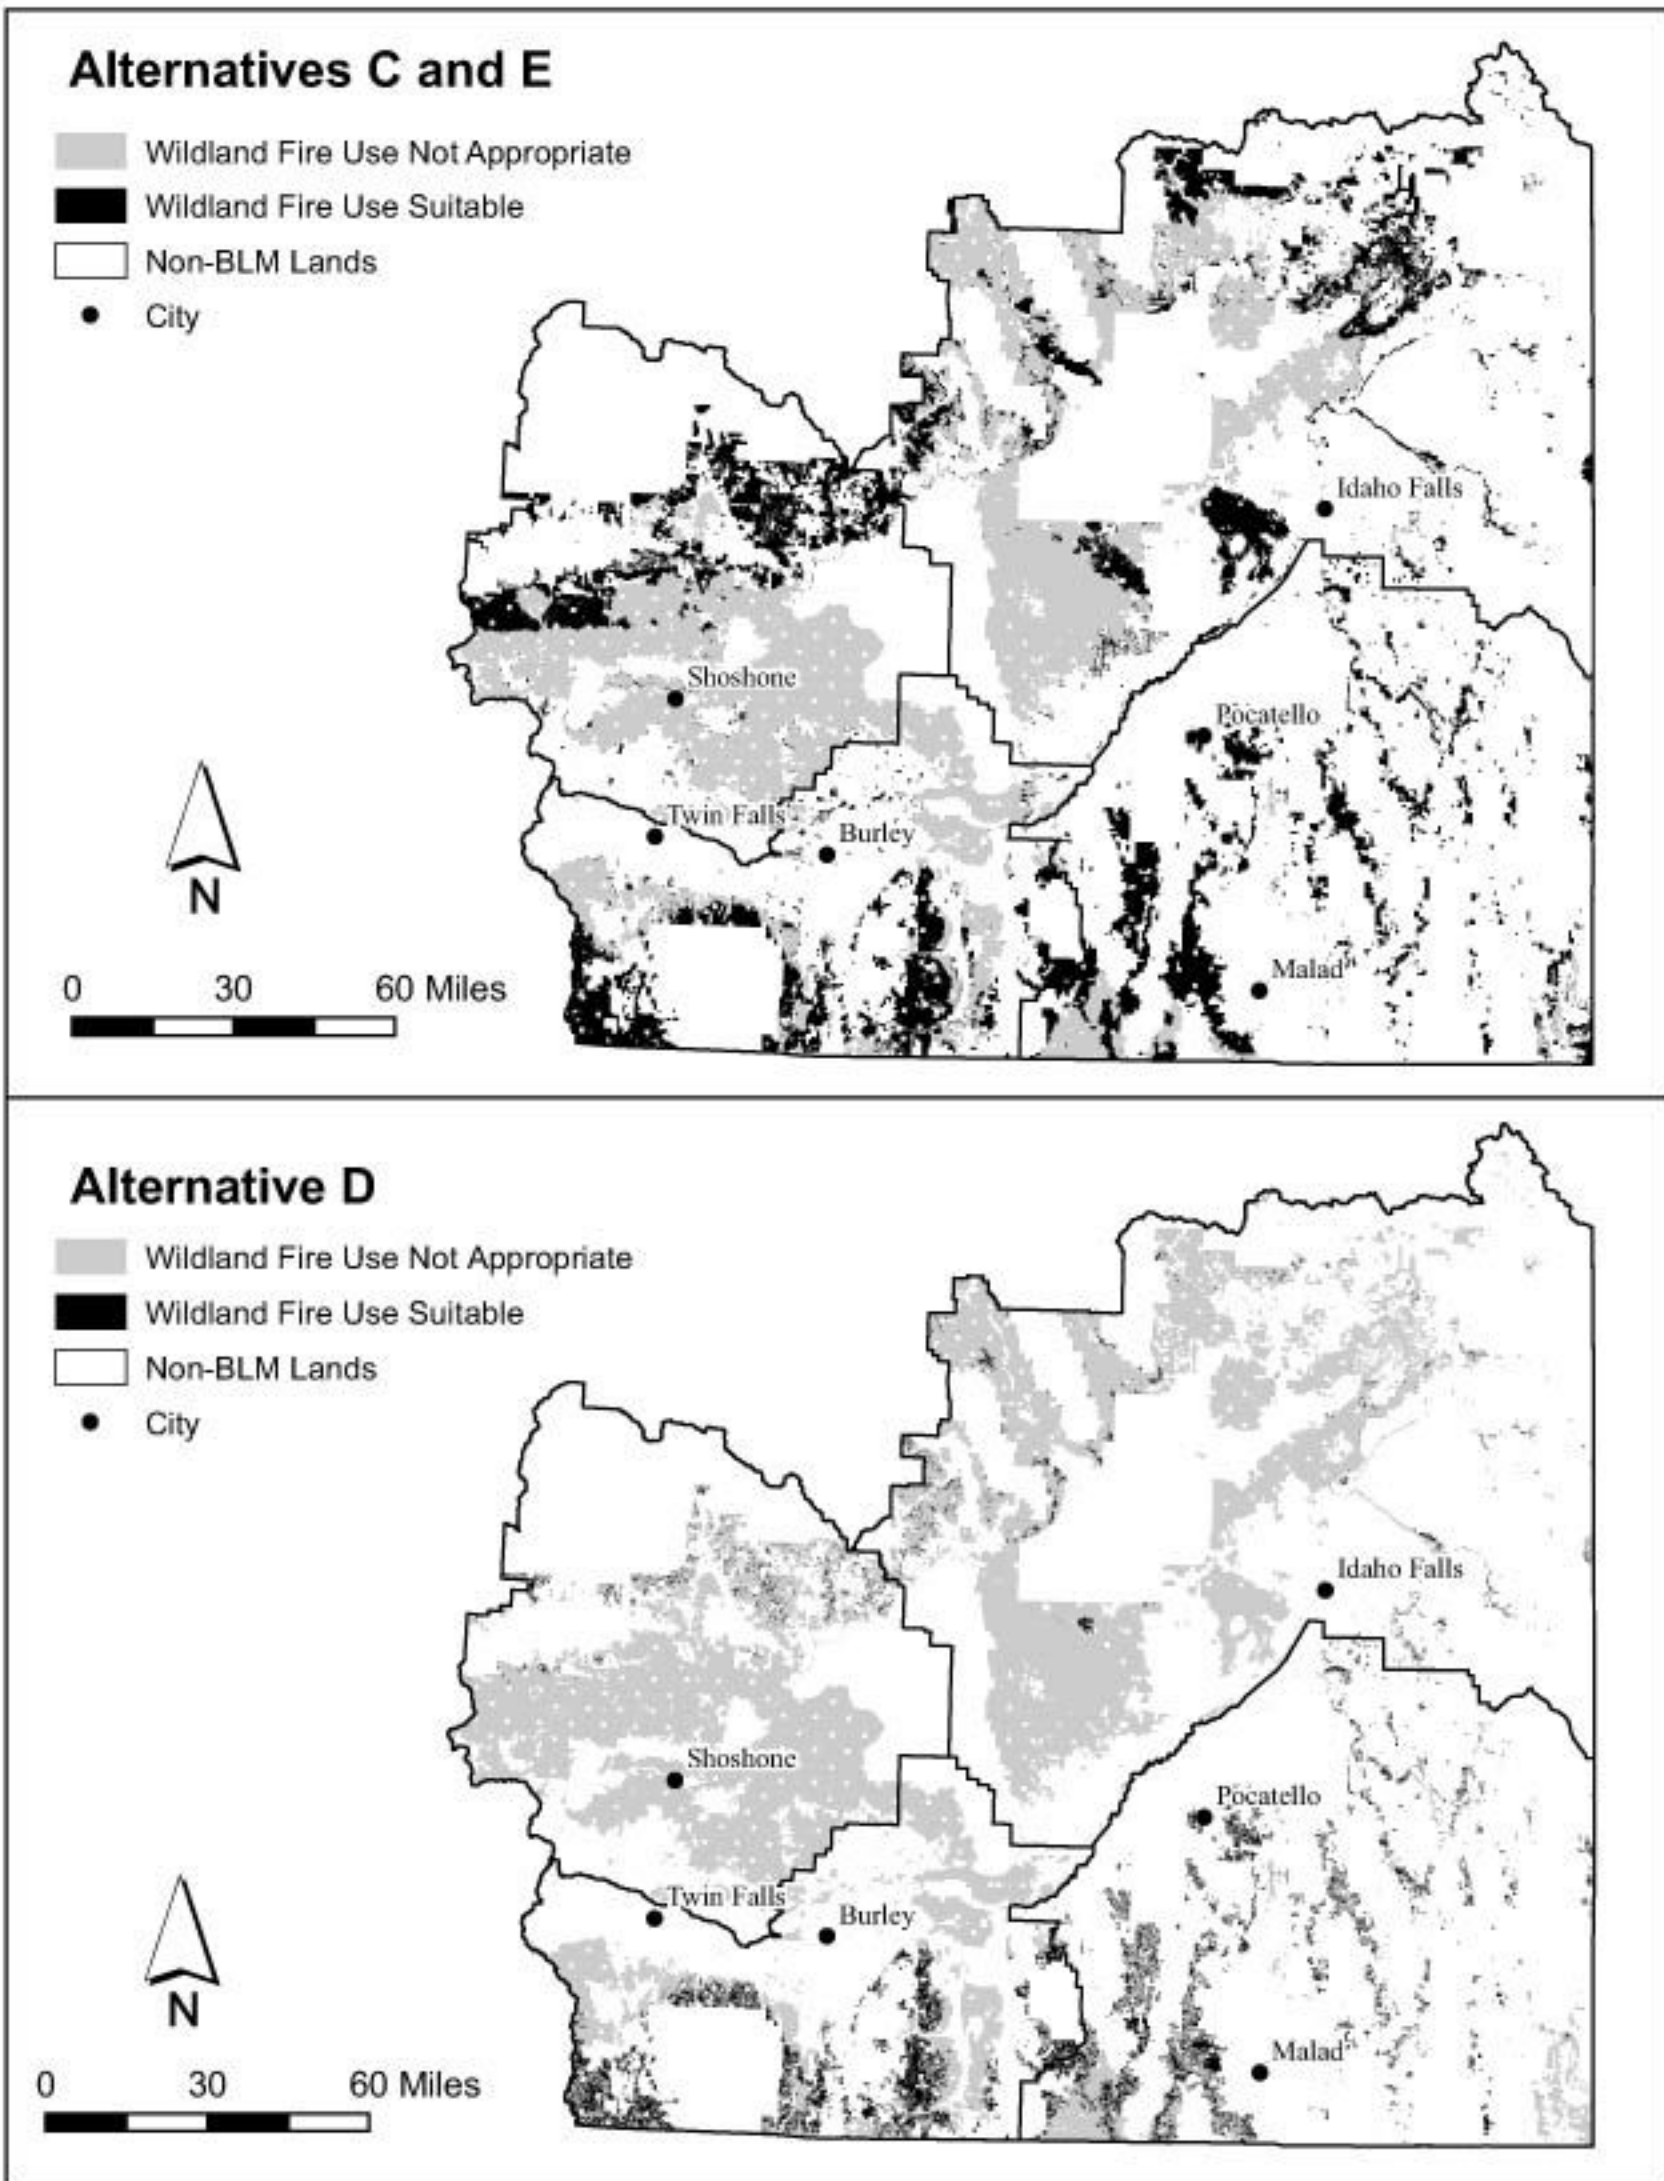 Alternatives C and E
Wildland Fire Use Not Appropriate
Wildland Fire Use Suitable
Non-BLM Lands
City
Idaho Falls
Shoshone
Pocatello
Twin Falls
Burley
Malad
N
0 30 60 Miles
Alternative D
Wildland Fire Use Not Appropriate
Wildland Fire Use Suitable
Non-BLM Lands
City
Idaho Falls
Shoshone
Pocatello
Twin Falls
Burley
Malad
N
0 30 60 Miles